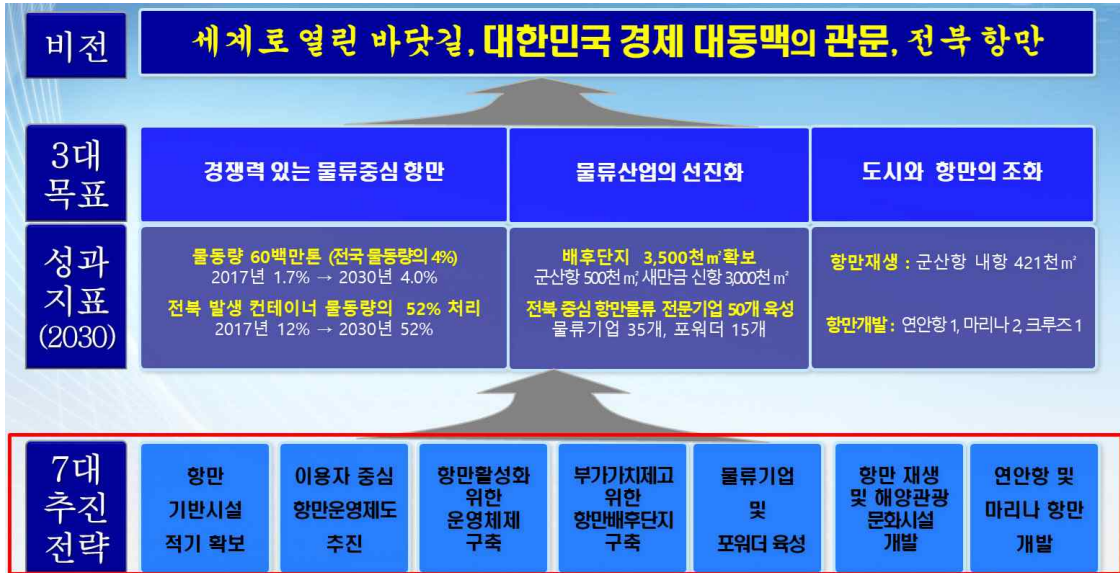 비전
세계로 열린 바닷길, 대한민국 경제 대동맥의 관문, 전북 항만
3대
목표
경쟁력 있는 물류중심 항만
물류산업의 선진화
도시와 항만의 조화
성과
지표
(2030)
물동량 60백만톤 (전국 물동량의 4%)
2017년 1.7% → 2030년 4.0%
전북 발생 컨테이너 물동량의 52% 처리
2017년 12% → 2030년 52%
배후단지 3,500천㎡확보
군산항 500천㎡, 새만금 신항 3,000천㎡
전북 중심 항만물류 전문기업 50개 육성
물류기업 35개, 포워더 15개
항만재생 : 군산항 내항 421천㎡
항만개발 : 연안항 1, 마리나 2, 크루즈 1
7대
추진
전략
항만
기반시설
적기 확보
이용자 중심
항만운영제도
추진
항만활성화
위한
운영체제
구축
부가가치제고
위한
항만배후단지
구축
물류기업
및
포워더 육성
항만 재생
및 해양관광
문화시설
개발
연안항 및
마리나 항만
개발